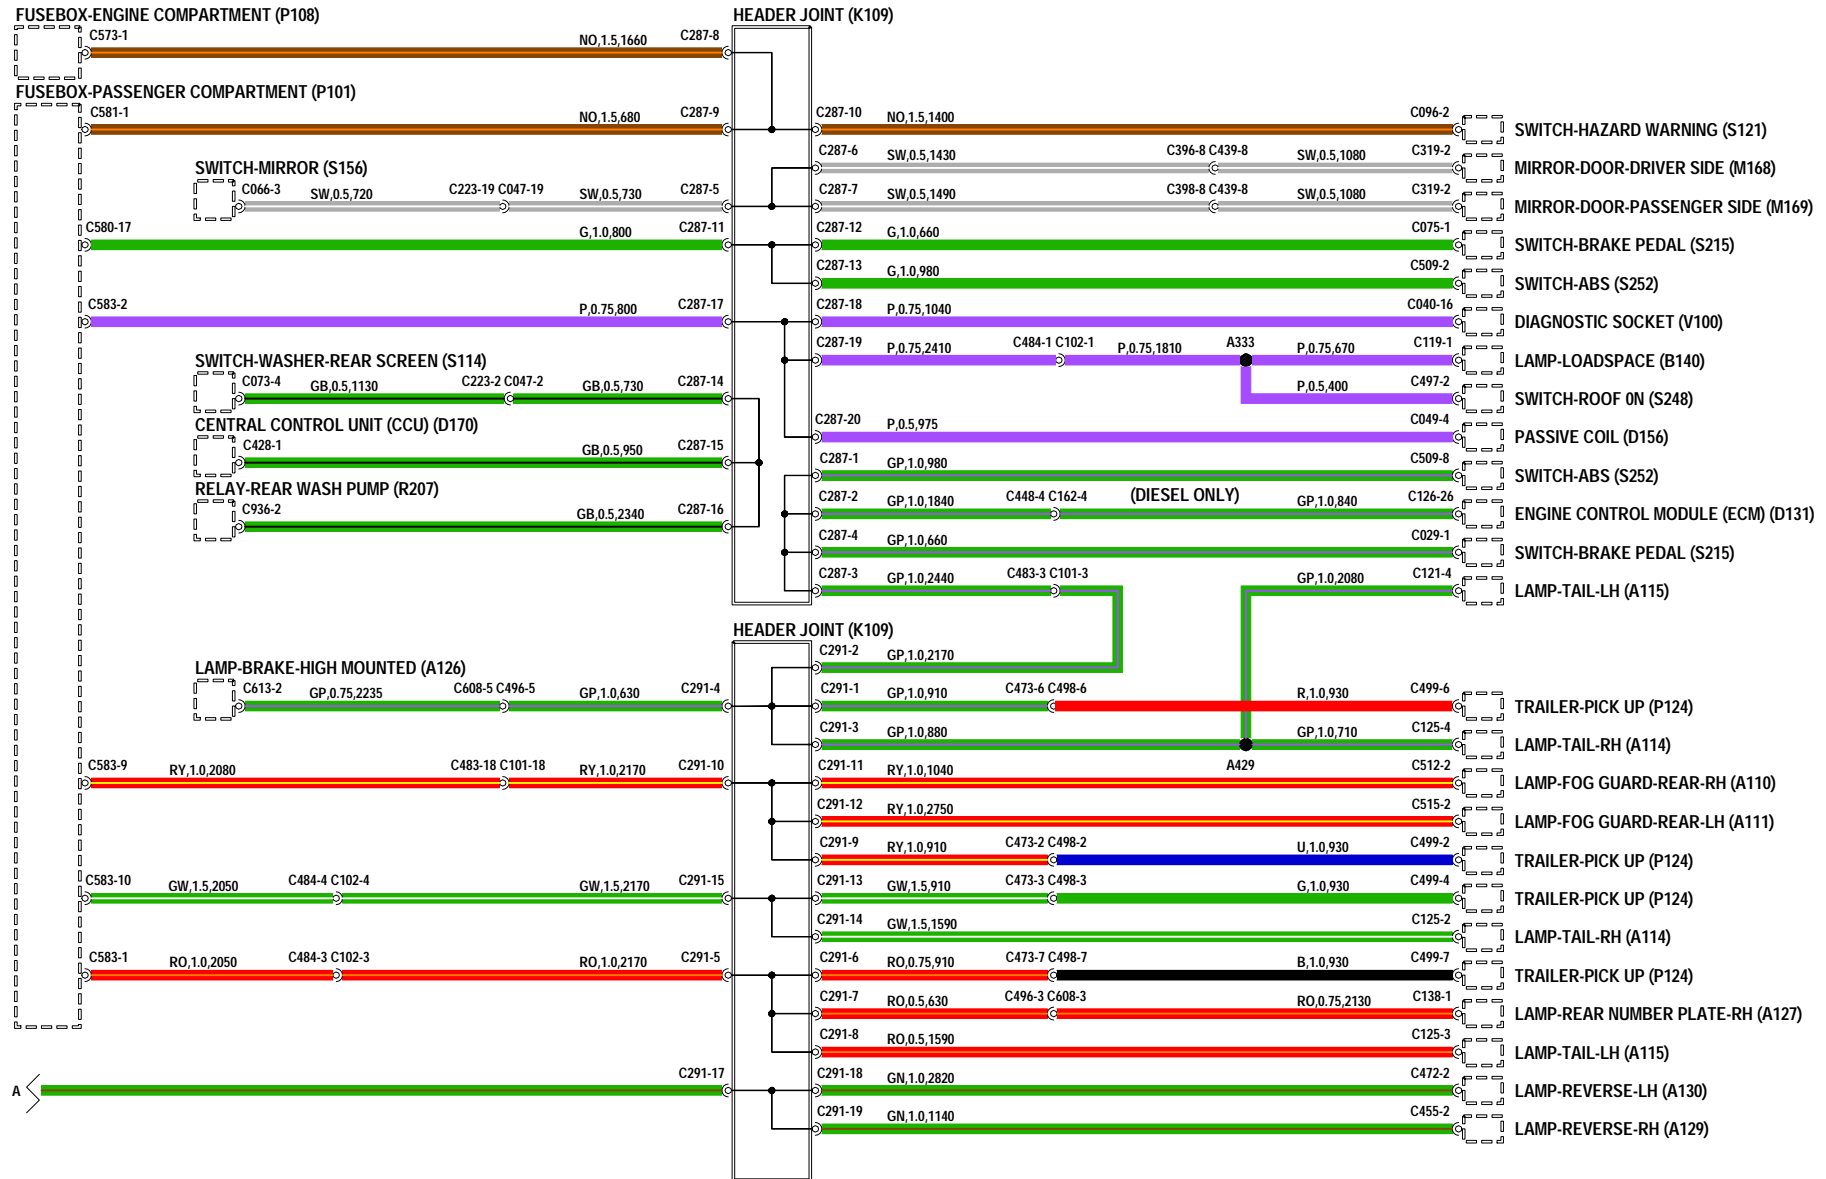 FUSEBOX-ENGINE COMPARTMENT (P108) HEADER JOINT (K109)
C573-1 NO,1.5,1660 C287-8
FUSEBOX-PASSENGER COMPARTMENT (P101)
C581-1 NO,1.5,680 C287-9 C287-10 NO,1.5,1400 C096-2 SWITCH-HAZARD WARNING (S121)
C287-6 SW,0.5,1430 C396-8 C439-8 SW,0.5,1080 C319-2 MIRROR-DOOR-DRIVER SIDE (M168)
SWITCH-MIRROR (S156)
C066-3 SW,0.5,720 C223-19 C047-19 SW,0.5,730 C287-5 C287-7 SW,0.5,1490 C398-8 C439-8 SW,0.5,1080 C319-2 MIRROR-DOOR-PASSENGER SIDE (M169)
C580-17 G,1.0,800 C287-11 C287-12 G,1.0,660 C075-1 SWITCH-BRAKE PEDAL (S215)
C287-13 G,1.0,980 C509-2 SWITCH-ABS (S252)
C583-2 P,0.75,800 C287-17 C287-18 P,0.75,1040 C040-16 DIAGNOSTIC SOCKET (V100)
C287-19 P,0.75,2410 C484-1 C102-1 P,0.75,1810 A333 P,0.75,670 C119-1 LAMP-LOADSPACE (B140)
SWITCH-WASHER-REAR SCREEN (S114)
C073-4 GB,0.5,1130 C223-2 C047-2 GB,0.5,730 C287-14 P,0.5,400 C497-2 SWITCH-ROOF 0N (S248)
CENTRAL CONTROL UNIT (CCU) (D170)
C287-20 P,0.5,975 C049-4 PASSIVE COIL (D156)
C428-1 GB,0.5,950 C287-15
C287-1 GP,1.0,980 C509-8 SWITCH-ABS (S252)
RELAY-REAR WASH PUMP (R207)
C287-2 GP,1.0,1840 C448-4 C162-4 (DIESEL ONLY) GP,1.0,840 C126-26 ENGINE CONTROL MODULE (ECM) (D131)
C936-2 GB,0.5,2340 C287-16
C287-4 GP,1.0,660 C029-1 SWITCH-BRAKE PEDAL (S215)
C287-3 GP,1.0,2440 C483-3 C101-3 GP,1.0,2080 C121-4 LAMP-TAIL-LH (A115)
HEADER JOINT (K109)
C291-2 GP,1.0,2170
LAMP-BRAKE-HIGH MOUNTED (A126)
C613-2 GP,0.75,2235 C608-5 C496-5 GP,1.0,630 C291-4 C291-1 GP,1.0,910 C473-6 C498-6 R,1.0,930 C499-6 TRAILER-PICK UP (P124)
C291-3 GP,1.0,880 GP,1.0,710 C125-4 LAMP-TAIL-RH (A114)
A429
C583-9 RY,1.0,2080 C483-18 C101-18 RY,1.0,2170 C291-10 C291-11 RY,1.0,1040 C512-2 LAMP-FOG GUARD-REAR-RH (A110)
C291-12 RY,1.0,2750 C515-2 LAMP-FOG GUARD-REAR-LH (A111)
C291-9 RY,1.0,910 C473-2 C498-2 U,1.0,930 C499-2 TRAILER-PICK UP (P124)
C583-10 GW,1.5,2050 C484-4 C102-4 GW,1.5,2170 C291-15 C291-13 GW,1.5,910 C473-3 C498-3 G,1.0,930 C499-4 TRAILER-PICK UP (P124)
C291-14 GW,1.5,1590 C125-2 LAMP-TAIL-RH (A114)
C583-1 RO,1.0,2050 C484-3 C102-3 RO,1.0,2170 C291-5 C291-6 RO,0.75,910 C473-7 C498-7 B,1.0,930 C499-7 TRAILER-PICK UP (P124)
C291-7 RO,0.5,630 C496-3 C608-3 RO,0.75,2130 C138-1 LAMP-REAR NUMBER PLATE-RH (A127)
C291-8 RO,0.5,1590 C125-3 LAMP-TAIL-LH (A115)
A C291-17 C291-18 GN,1.0,2820 C472-2 LAMP-REVERSE-LH (A130)
C291-19 GN,1.0,1140 C455-2 LAMP-REVERSE-RH (A129)